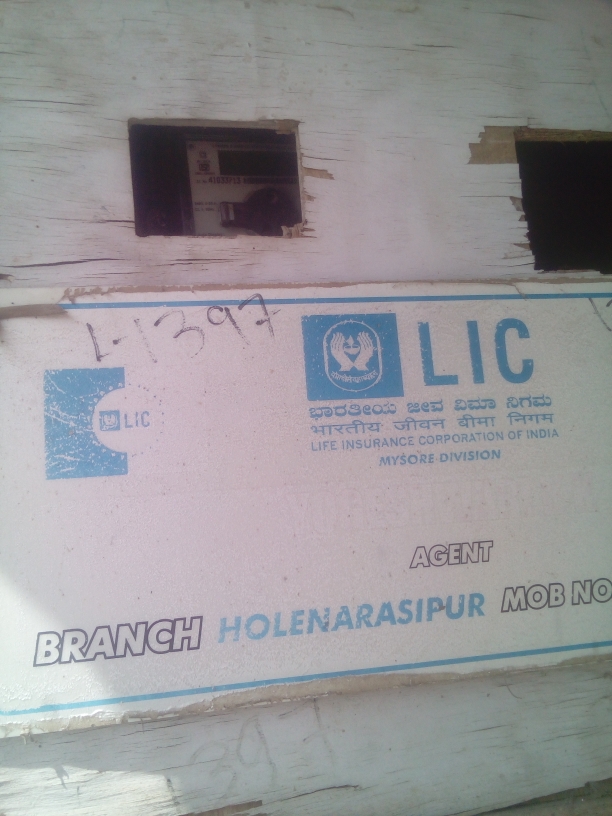 L-1397
LIC
LIC
ಭಾರತೀಯ ಜೀವ ವಿಮಾ ನಿಗಮ
भारतीय जीवन बीमा निगम
LIFE INSURANCE CORPORATION OF INDIA
MYSORE DIVISION
AGENT
BRANCH HOLENARASIPUR MOB NO